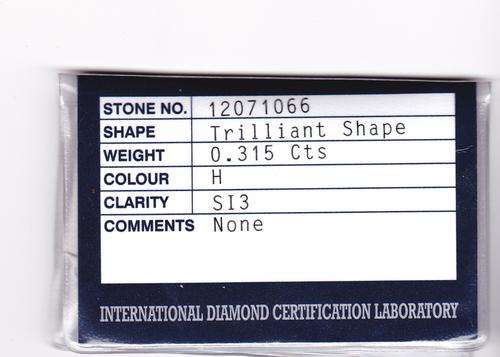 STONE NO. 12071066
SHAPE Trilliant Shape
WEIGHT 0.315 Cts
COLOUR H
CLARITY SI3
COMMENTS None
INTERNATIONAL DIAMOND CERTIFICATION LABORATORY